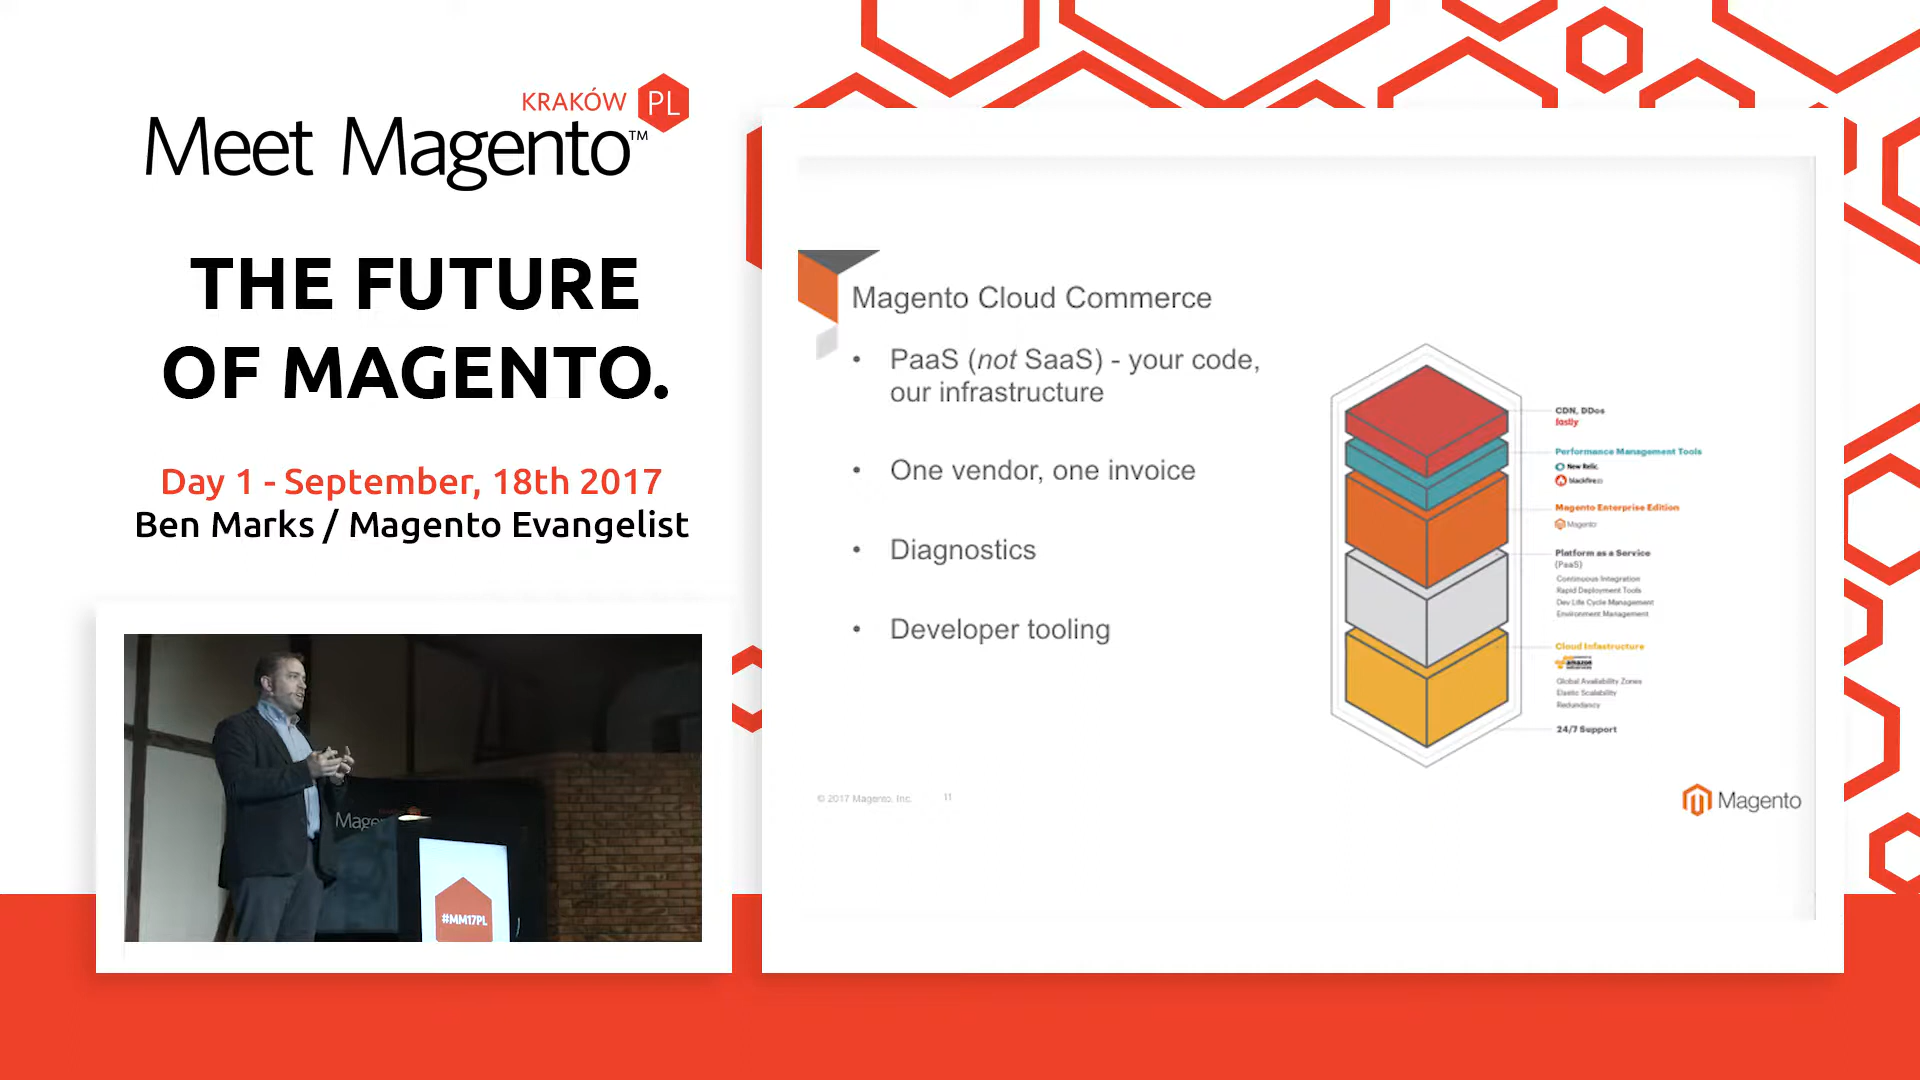 KRAKÓW PL
Meet Magento™
THE FUTURE
OF MAGENTO.
Day 1 - September, 18th 2017
Ben Marks / Magento Evangelist
#MM17PL
Magento Cloud Commerce
• PaaS (not SaaS) - your code,
our infrastructure
• One vendor, one invoice
• Diagnostics
• Developer tooling
CDN, DDos
fastly
Performance Management Tools
New Relic.
blackfire.io
Magento Enterprise Edition
Magento
Platform as a Service
(PaaS)
Continuous Integration
Rapid Deployment Tools
Dev Life Cycle Management
Environment Management
Cloud Infastructure
amazon
Global Availability Zones
Elastic Scalability
Redundancy
24/7 Support
© 2017 Magento, Inc. 11
Magento